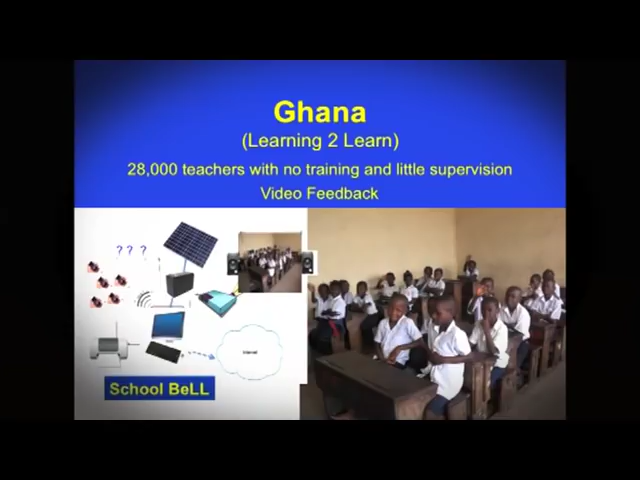 Ghana
(Learning 2 Learn)
28,000 teachers with no training and little supervision
Video Feedback
? ? ?
Internet
School BeLL